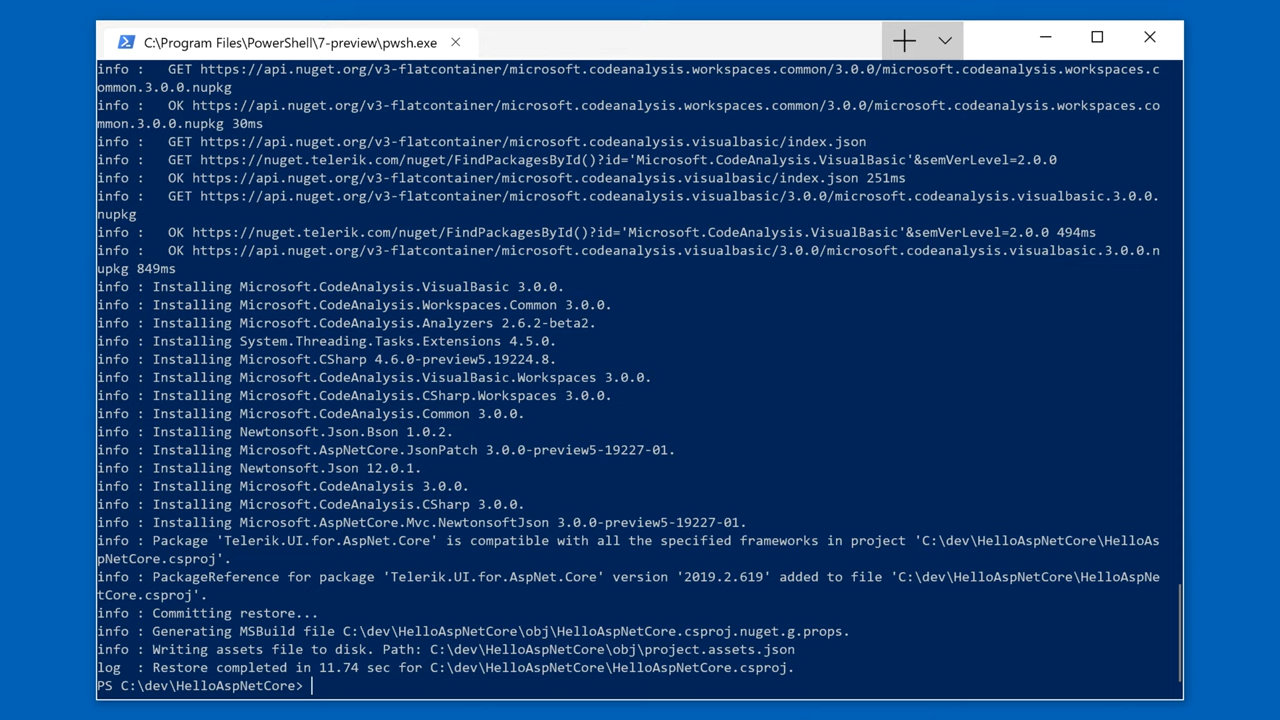 C:\Program Files\PowerShell\7-preview\pwsh.exe
info :   GET https://api.nuget.org/v3-flatcontainer/microsoft.codeanalysis.workspaces.common/3.0.0/microsoft.codeanalysis.workspaces.c
ommon.3.0.0.nupkg
info :   OK https://api.nuget.org/v3-flatcontainer/microsoft.codeanalysis.workspaces.common/3.0.0/microsoft.codeanalysis.workspaces.co
mmon.3.0.0.nupkg 30ms
info :   GET https://api.nuget.org/v3-flatcontainer/microsoft.codeanalysis.visualbasic/index.json
info :   GET https://nuget.telerik.com/nuget/FindPackagesById()?id='Microsoft.CodeAnalysis.VisualBasic'&semVerLevel=2.0.0
info :   OK https://api.nuget.org/v3-flatcontainer/microsoft.codeanalysis.visualbasic/index.json 251ms
info :   GET https://api.nuget.org/v3-flatcontainer/microsoft.codeanalysis.visualbasic/3.0.0/microsoft.codeanalysis.visualbasic.3.0.0.
nupkg
info :   OK https://nuget.telerik.com/nuget/FindPackagesById()?id='Microsoft.CodeAnalysis.VisualBasic'&semVerLevel=2.0.0 494ms
info :   OK https://api.nuget.org/v3-flatcontainer/microsoft.codeanalysis.visualbasic/3.0.0/microsoft.codeanalysis.visualbasic.3.0.0.n
upkg 849ms
info : Installing Microsoft.CodeAnalysis.VisualBasic 3.0.0.
info : Installing Microsoft.CodeAnalysis.Workspaces.Common 3.0.0.
info : Installing Microsoft.CodeAnalysis.Analyzers 2.6.2-beta2.
info : Installing System.Threading.Tasks.Extensions 4.5.0.
info : Installing Microsoft.CSharp 4.6.0-preview5.19224.8.
info : Installing Microsoft.CodeAnalysis.VisualBasic.Workspaces 3.0.0.
info : Installing Microsoft.CodeAnalysis.CSharp.Workspaces 3.0.0.
info : Installing Microsoft.CodeAnalysis.Common 3.0.0.
info : Installing Newtonsoft.Json.Bson 1.0.2.
info : Installing Microsoft.AspNetCore.JsonPatch 3.0.0-preview5-19227-01.
info : Installing Newtonsoft.Json 12.0.1.
info : Installing Microsoft.CodeAnalysis 3.0.0.
info : Installing Microsoft.CodeAnalysis.CSharp 3.0.0.
info : Installing Microsoft.AspNetCore.Mvc.NewtonsoftJson 3.0.0-preview5-19227-01.
info : Package 'Telerik.UI.for.AspNet.Core' is compatible with all the specified frameworks in project 'C:\dev\HelloAspNetCore\HelloAs
pNetCore.csproj'.
info : PackageReference for package 'Telerik.UI.for.AspNet.Core' version '2019.2.619' added to file 'C:\dev\HelloAspNetCore\HelloAspNe
tCore.csproj'.
info : Committing restore...
info : Generating MSBuild file C:\dev\HelloAspNetCore\obj\HelloAspNetCore.csproj.nuget.g.props.
info : Writing assets file to disk. Path: C:\dev\HelloAspNetCore\obj\project.assets.json
log  : Restore completed in 11.74 sec for C:\dev\HelloAspNetCore\HelloAspNetCore.csproj.
PS C:\dev\HelloAspNetCore>